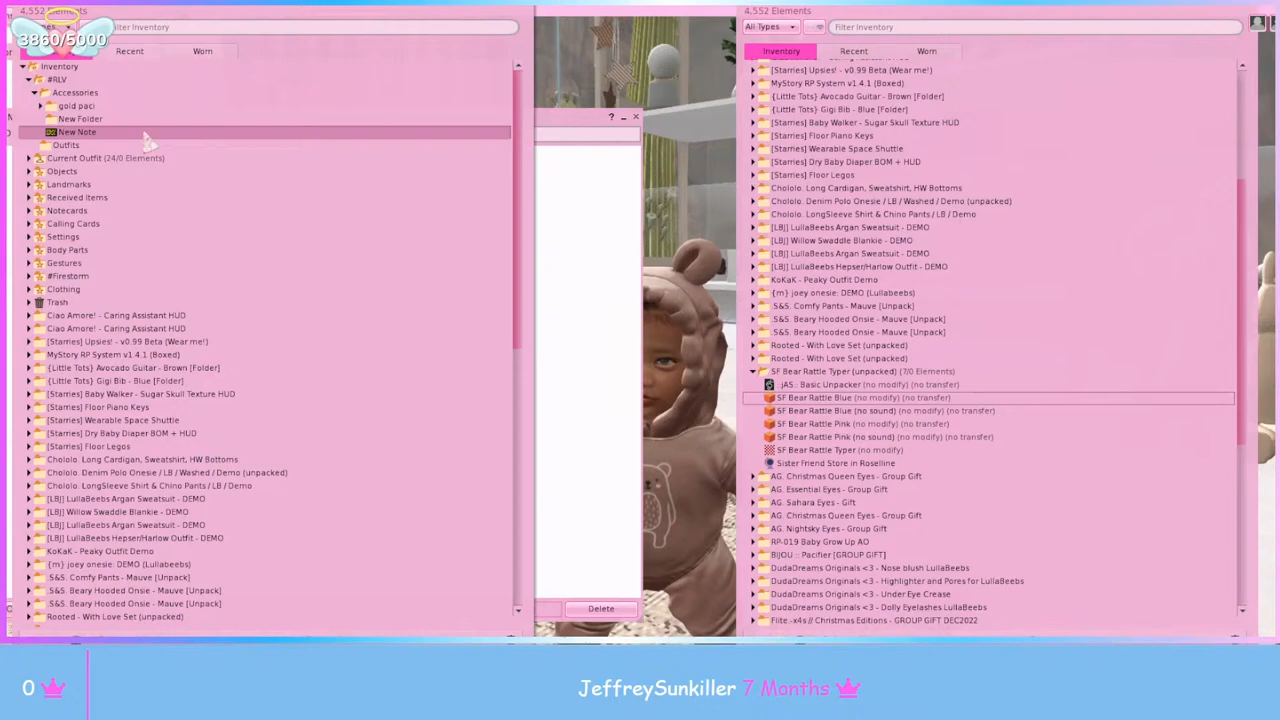 4,552 Elements
Filter Inventory
3860/5000
Recent
Worn
Inventory
#RLV
Accessories
gold paci
New Folder
New Note
Outfits
Current Outfit (24/0 Elements)
Objects
Landmarks
Received Items
Notecards
Calling Cards
Settings
Body Parts
Gestures
#Firestorm
Clothing
Trash
Ciao Amore! - Caring Assistant HUD
Ciao Amore! - Caring Assistant HUD
[Starries] Upsies! - v0.99 Beta (Wear me!)
MyStory RP System v1.4.1 (Boxed)
{Little Tots} Avocado Guitar - Brown [Folder]
{Little Tots} Gigi Bib - Blue [Folder]
[Starries] Baby Walker - Sugar Skull Texture HUD
[Starries] Floor Piano Keys
[Starries] Wearable Space Shuttle
[Starries] Dry Baby Diaper BOM + HUD
[Starries] Floor Legos
Chololo. Long Cardigan, Sweatshirt, HW Bottoms
Chololo. Denim Polo Onesie / LB / Washed / Demo (unpacked)
Chololo. LongSleeve Shirt & Chino Pants / LB / Demo
[LBJ] LullaBeebs Argan Sweatsuit - DEMO
[LBJ] Willow Swaddle Blankie - DEMO
[LBJ] LullaBeebs Argan Sweatsuit - DEMO
[LBJ] LullaBeebs Hepser/Harlow Outfit - DEMO
KoKaK - Peaky Outfit Demo
{m} joey onesie: DEMO (Lullabeebs)
.S&S. Comfy Pants - Mauve [Unpack]
.S&S. Beary Hooded Onsie - Mauve [Unpack]
.S&S. Beary Hooded Onsie - Mauve [Unpack]
Rooted - With Love Set (unpacked)
?
Delete
4,552 Elements
All Types
Filter Inventory
Inventory
Recent
Worn
[Starries] Upsies! - v0.99 Beta (Wear me!)
MyStory RP System v1.4.1 (Boxed)
{Little Tots} Avocado Guitar - Brown [Folder]
{Little Tots} Gigi Bib - Blue [Folder]
[Starries] Baby Walker - Sugar Skull Texture HUD
[Starries] Floor Piano Keys
[Starries] Wearable Space Shuttle
[Starries] Dry Baby Diaper BOM + HUD
[Starries] Floor Legos
Chololo. Long Cardigan, Sweatshirt, HW Bottoms
Chololo. Denim Polo Onesie / LB / Washed / Demo (unpacked)
Chololo. LongSleeve Shirt & Chino Pants / LB / Demo
[LBJ] LullaBeebs Argan Sweatsuit - DEMO
[LBJ] Willow Swaddle Blankie - DEMO
[LBJ] LullaBeebs Argan Sweatsuit - DEMO
[LBJ] LullaBeebs Hepser/Harlow Outfit - DEMO
KoKaK - Peaky Outfit Demo
{m} joey onesie: DEMO (Lullabeebs)
.S&S. Comfy Pants - Mauve [Unpack]
.S&S. Beary Hooded Onsie - Mauve [Unpack]
.S&S. Beary Hooded Onsie - Mauve [Unpack]
Rooted - With Love Set (unpacked)
Rooted - With Love Set (unpacked)
SF Bear Rattle Typer (unpacked) (7/0 Elements)
.:jAS:. Basic Unpacker (no modify) (no transfer)
SF Bear Rattle Blue (no modify) (no transfer)
SF Bear Rattle Blue (no sound) (no modify) (no transfer)
SF Bear Rattle Pink (no modify) (no transfer)
SF Bear Rattle Pink (no sound) (no modify) (no transfer)
SF Bear Rattle Typer (no modify)
Sister Friend Store in Roselline
AG. Christmas Queen Eyes - Group Gift
AG. Essential Eyes - Group Gift
AG. Sahara Eyes - Gift
AG. Christmas Queen Eyes - Group Gift
AG. Nightsky Eyes - Group Gift
RP-019 Baby Grow Up AO
BIJOU :: Pacifier [GROUP GIFT]
DudaDreams Originals <3 - Nose blush LullaBeebs
DudaDreams Originals <3 - Highlighter and Pores for LullaBeebs
DudaDreams Originals <3 - Under Eye Crease
DudaDreams Originals <3 - Dolly Eyelashes LullaBeebs
Flite.-x4s // Christmas Editions - GROUP GIFT DEC2022
0
JeffreySunkiller 7 Months